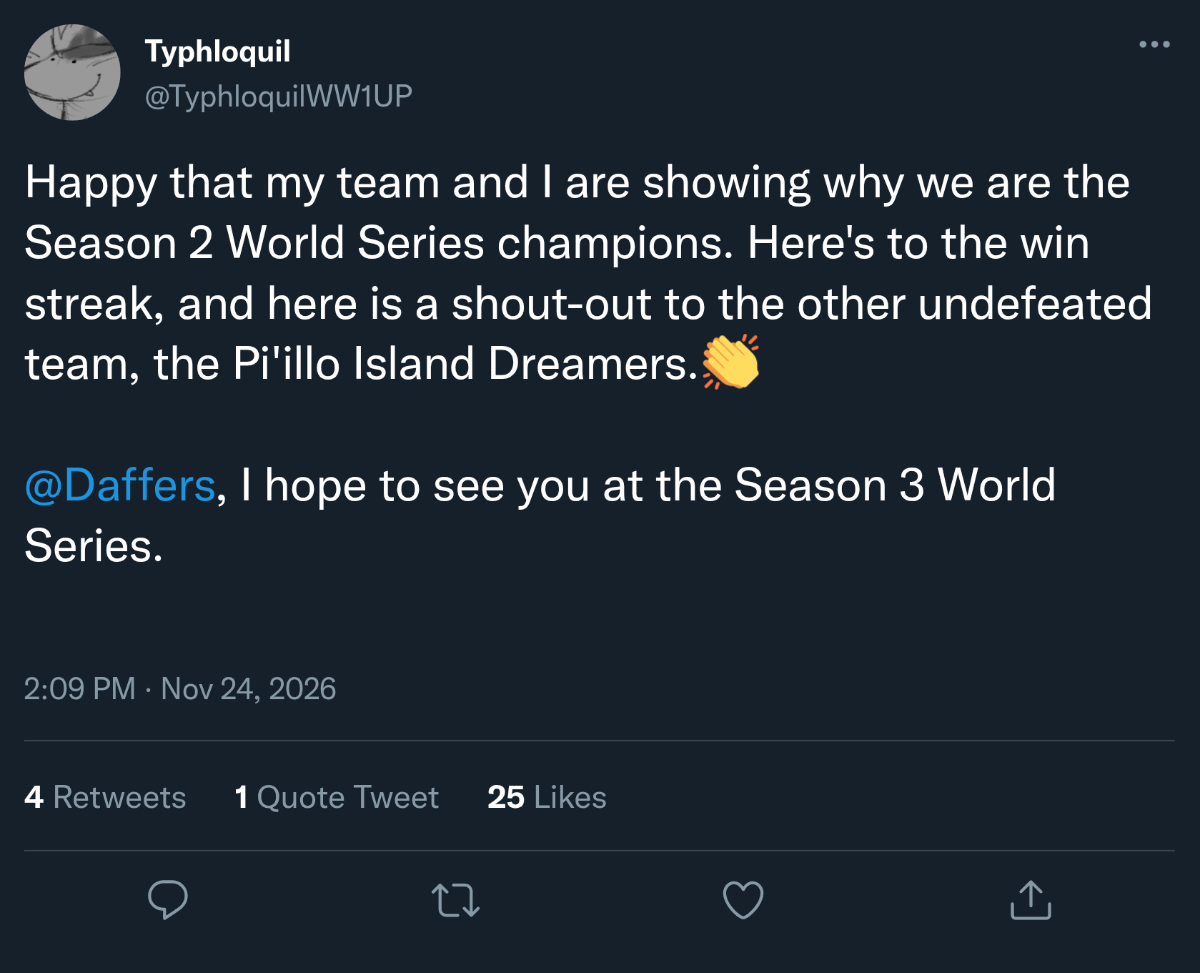 Typhloquil
@TyphloquilWW1UP
Happy that my team and I are showing why we are the
Season 2 World Series champions. Here's to the win
streak, and here is a shout-out to the other undefeated
team, the Pi'illo Island Dreamers.👏
@Daffers, I hope to see you at the Season 3 World
Series.
2:09 PM · Nov 24, 2026
4 Retweets 1 Quote Tweet 25 Likes